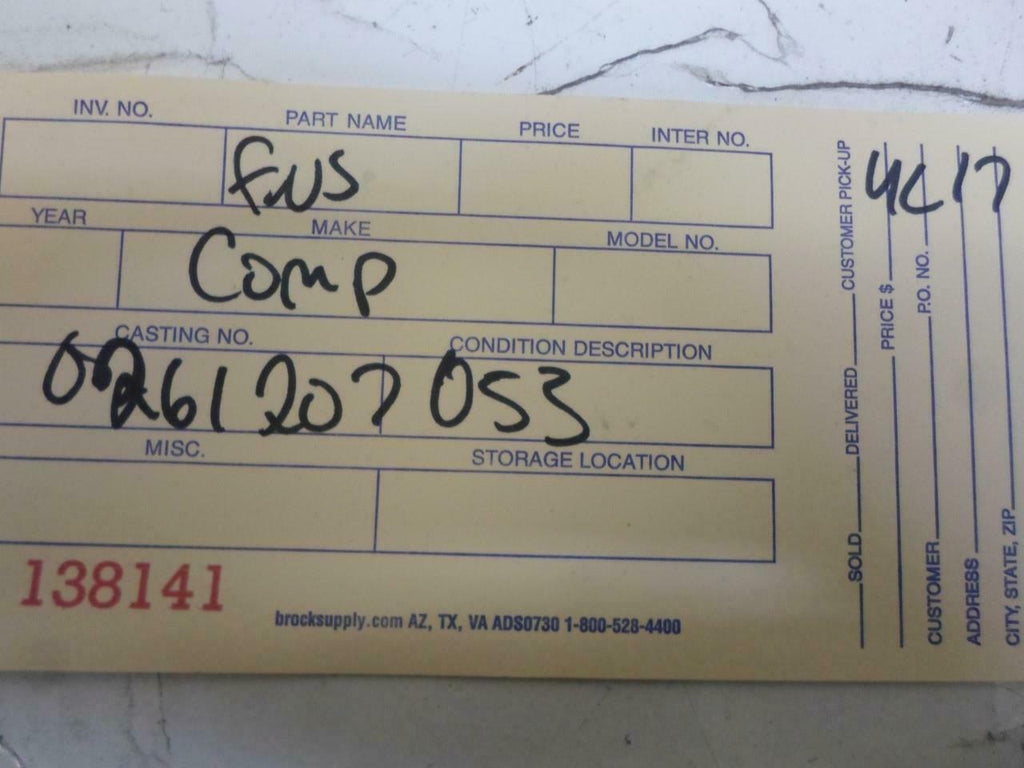 INV. NO. PART NAME PRICE INTER NO.
YEAR MAKE MODEL NO.
Comp
CASTING NO. CONDITION DESCRIPTION
0261207053
MISC. STORAGE LOCATION
138141
brocksupply.com AZ, TX, VA ADS0730 1-800-528-4400
SOLD DELIVERED CUSTOMER PICK-UP
PRICE $
CUSTOMER P.O. NO.
ADDRESS
CITY, STATE, ZIP